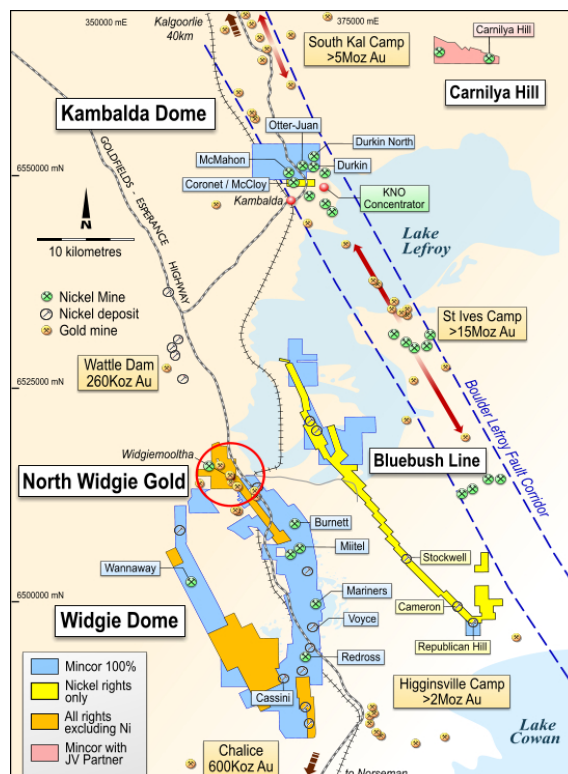 350000 mE
375000 mE
Kalgoorlie
40km
South Kal Camp
>5Moz Au
Carnilya Hill
Carnilya Hill
Kambalda Dome
Otter-Juan
Durkin North
McMahon
Durkin
6550000 mN
Coronet / McCloy
KNO
Concentrator
Kambalda
GOLDFIELDS - ESPERANCE HIGHWAY
N
10 kilometres
Lake
Lefroy
Nickel Mine
Nickel deposit
Gold mine
St Ives Camp
>15Moz Au
Wattle Dam
260Koz Au
6525000 mN
Boulder Lefroy Fault Corridor
Widgiemooltha
Bluebush Line
North Widgie Gold
Burnett
Miitel
Stockwell
Wannaway
Mariners
6500000 mN
Cameron
Widgie Dome
Voyce
Republican Hill
Redross
Mincor 100%
Nickel rights
only
All rights
excluding Ni
Mincor with
JV Partner
Cassini
Higginsville Camp
>2Moz Au
Lake
Cowan
Chalice
600Koz Au
to Norseman